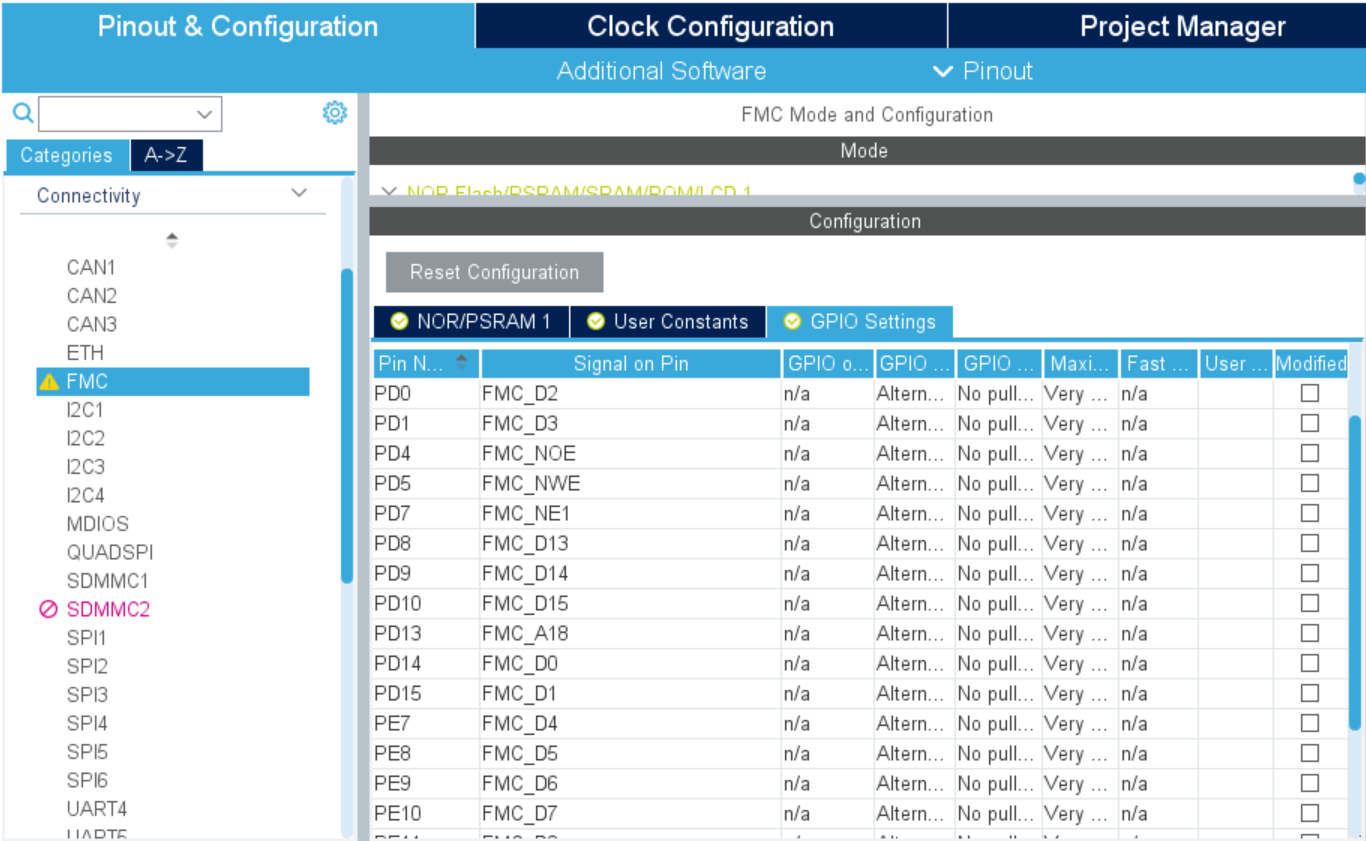 Pinout & Configuration Clock Configuration Project Manager
Additional Software Pinout
FMC Mode and Configuration
Categories A->Z
Connectivity
CAN1
CAN2
CAN3
ETH
FMC
I2C1
I2C2
I2C3
I2C4
MDIOS
QUADSPI
SDMMC1
SDMMC2
SPI1
SPI2
SPI3
SPI4
SPI5
SPI6
UART4
UART5
Mode
NOR Flash/PSRAM/SRAM/ROM/LCD 1
Configuration
Reset Configuration
NOR/PSRAM 1 User Constants GPIO Settings
Pin N... Signal on Pin GPIO o... GPIO ... GPIO ... Maxi... Fast ... User ... Modified
PD0 FMC_D2 n/a Altern... No pull... Very ... n/a
PD1 FMC_D3 n/a Altern... No pull... Very ... n/a
PD4 FMC_NOE n/a Altern... No pull... Very ... n/a
PD5 FMC_NWE n/a Altern... No pull... Very ... n/a
PD7 FMC_NE1 n/a Altern... No pull... Very ... n/a
PD8 FMC_D13 n/a Altern... No pull... Very ... n/a
PD9 FMC_D14 n/a Altern... No pull... Very ... n/a
PD10 FMC_D15 n/a Altern... No pull... Very ... n/a
PD13 FMC_A18 n/a Altern... No pull... Very ... n/a
PD14 FMC_D0 n/a Altern... No pull... Very ... n/a
PD15 FMC_D1 n/a Altern... No pull... Very ... n/a
PE7 FMC_D4 n/a Altern... No pull... Very ... n/a
PE8 FMC_D5 n/a Altern... No pull... Very ... n/a
PE9 FMC_D6 n/a Altern... No pull... Very ... n/a
PE10 FMC_D7 n/a Altern... No pull... Very ... n/a